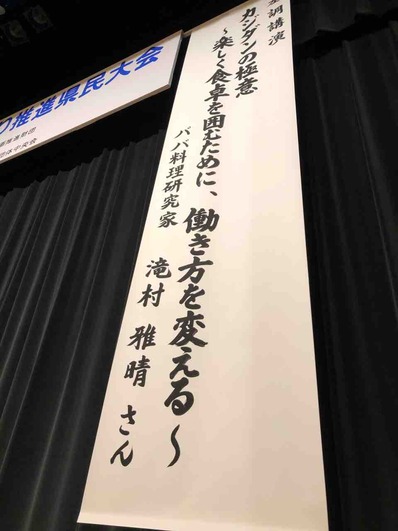 推進県民大会
調講演
カジダンの極意
～楽しく食卓を囲むために、働き方を変える～
パパ料理研究家
滝村 雅晴 さん